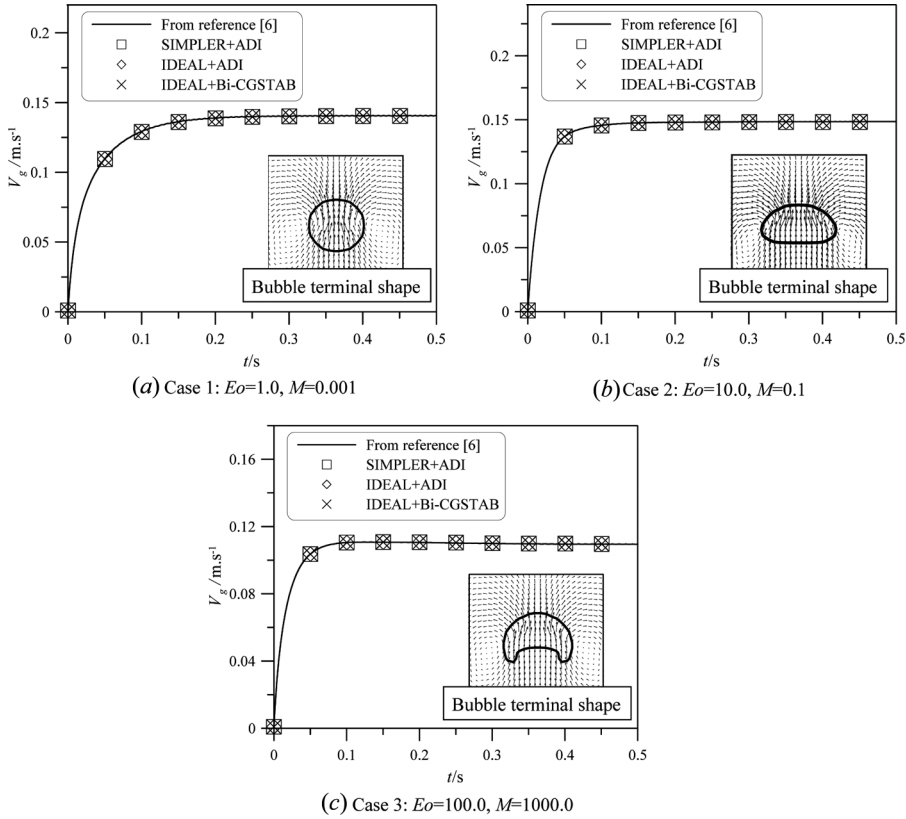 From reference [6]
SIMPLER+ADI
IDEAL+ADI
IDEAL+Bi-CGSTAB
0.2
0.15
0.1
0.05
0
V_g /m.s⁻¹
Bubble terminal shape
0 0.1 0.2 0.3 0.4 0.5
t/s
(a) Case 1: Eo=1.0, M=0.001
From reference [6]
SIMPLER+ADI
IDEAL+ADI
IDEAL+Bi-CGSTAB
0.2
0.15
0.1
0.05
0
V_g /m.s⁻¹
Bubble terminal shape
0 0.1 0.2 0.3 0.4 0.5
t/s
(b) Case 2: Eo=10.0, M=0.1
From reference [6]
SIMPLER+ADI
IDEAL+ADI
IDEAL+Bi-CGSTAB
0.16
0.12
0.08
0.04
0
V_g /m.s⁻¹
Bubble terminal shape
0 0.1 0.2 0.3 0.4 0.5
t/s
(c) Case 3: Eo=100.0, M=1000.0